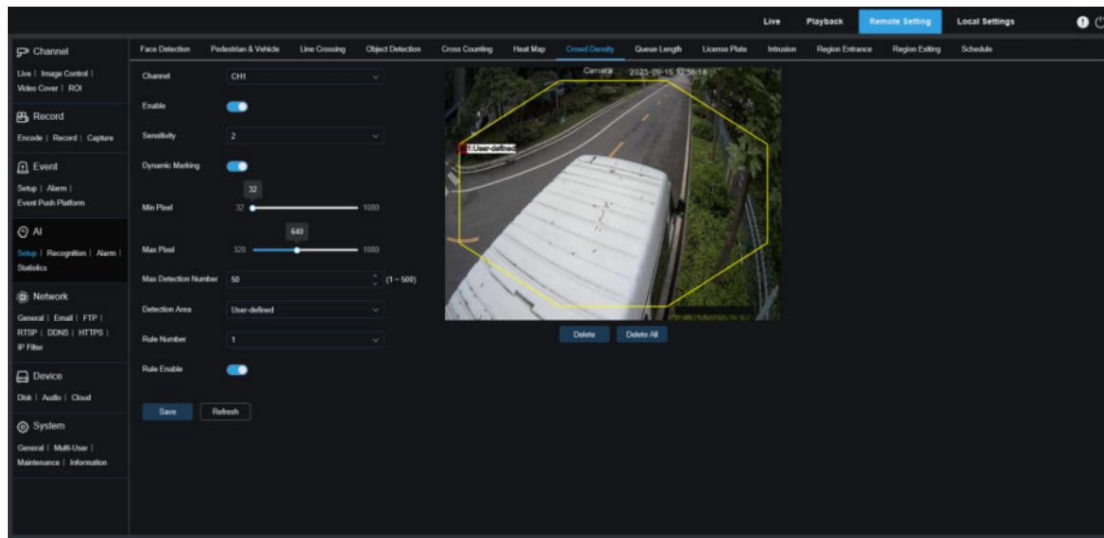 Live Playback Remote Setting Local Settings
Channel
Live | Image Control |
Video Cover | ROI
Record
Encode | Record | Capture
Event
Setup | Alarm |
Event Push Platform
AI
Setup | Recognition | Alarm |
Statistics
Network
General | Email | FTP |
RTSP | DDNS | HTTPS |
IP Filter
Device
Disk | Audio | Cloud
System
General | Multi-User |
Maintenance | Information
Face Detection Pedestrian & Vehicle Line Crossing Object Detection Cross Counting Heat Map Crowd Density Queue Length License Plate Intrusion Region Entrance Region Exiting Schedule
Channel CH1
Enable
Sensitivity 2
Dynamic Marking
32
Min Pixel 32 1080
640
Max Pixel 320 1080
Max Detection Number 50 (1 ~ 500)
Detection Area User-defined
Rule Number 1
Rule Enable
Save Refresh
Camera 2023-09-15
1:User-defined
Delete Delete All